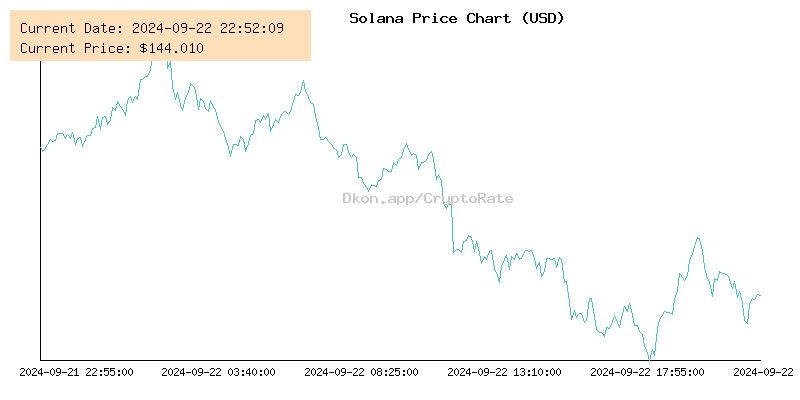 Solana Price Chart (USD)
Current Date: 2024-09-22 22:52:09
Current Price: $144.010
Dkon.app/CryptoRate
2024-09-21 22:55:00 2024-09-22 03:40:00 2024-09-22 08:25:00 2024-09-22 13:10:00 2024-09-22 17:55:00 2024-09-22